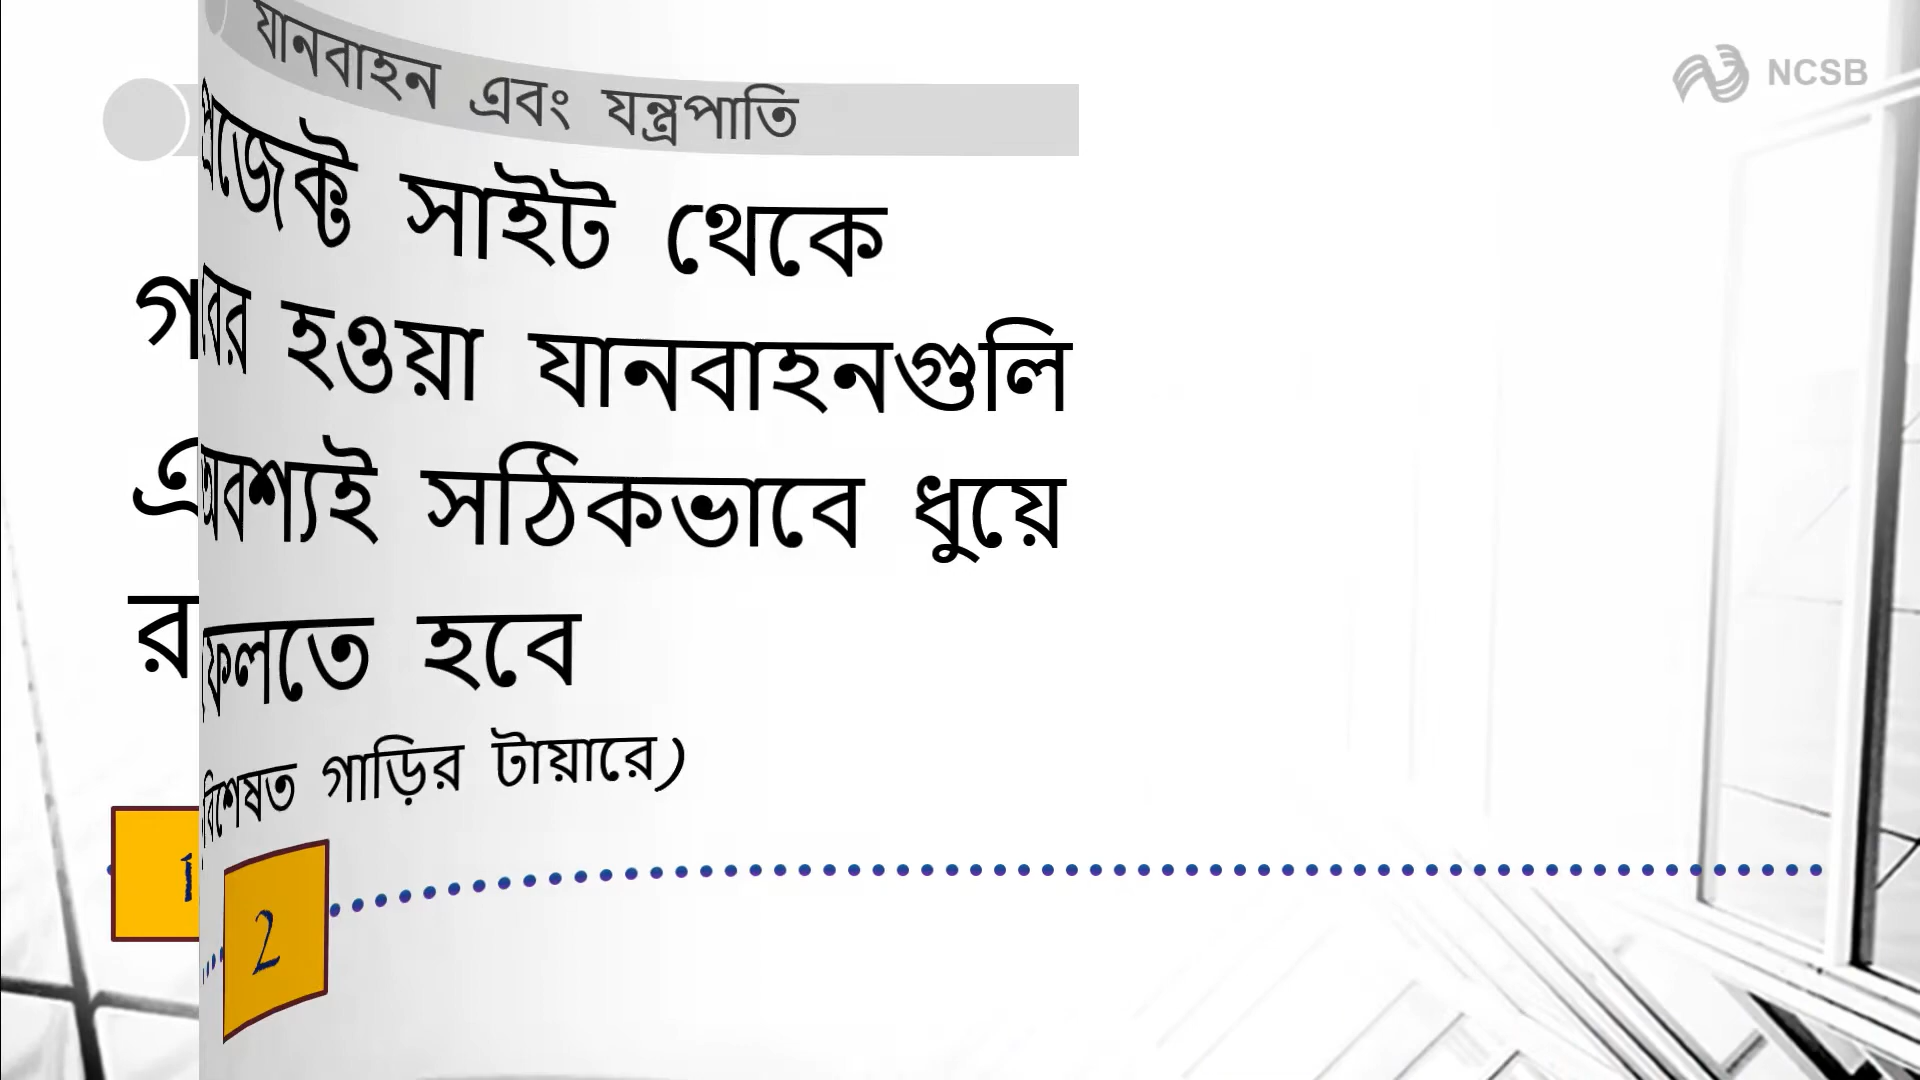 NCSB
যানবাহন এবং যন্ত্রপাতি
প্রজেক্ট সাইট থেকে
বের হওয়া যানবাহনগুলি
অবশ্যই সঠিকভাবে ধুয়ে
ফেলতে হবে
বিশেষত গাড়ির টায়ারে)
1
2